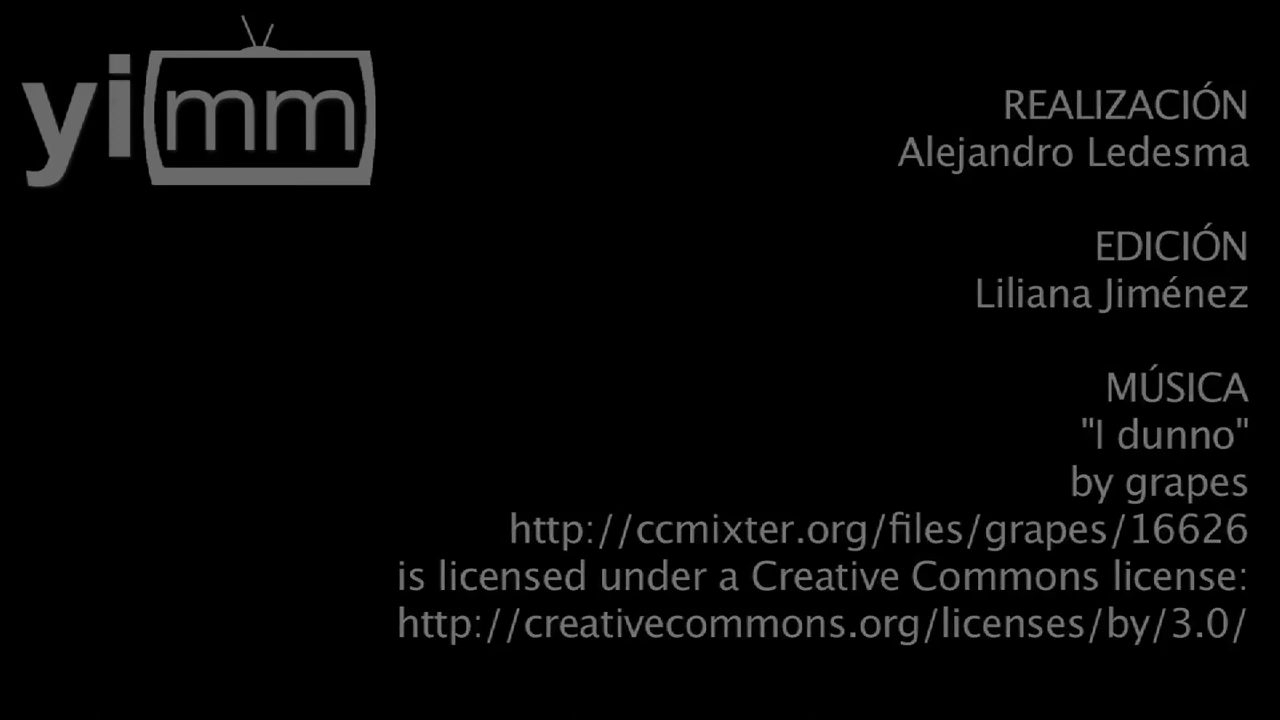 yimm
REALIZACIÓN
Alejandro Ledesma
EDICIÓN
Liliana Jiménez
MÚSICA
"I dunno"
by grapes
http://ccmixter.org/files/grapes/16626
is licensed under a Creative Commons license:
http://creativecommons.org/licenses/by/3.0/